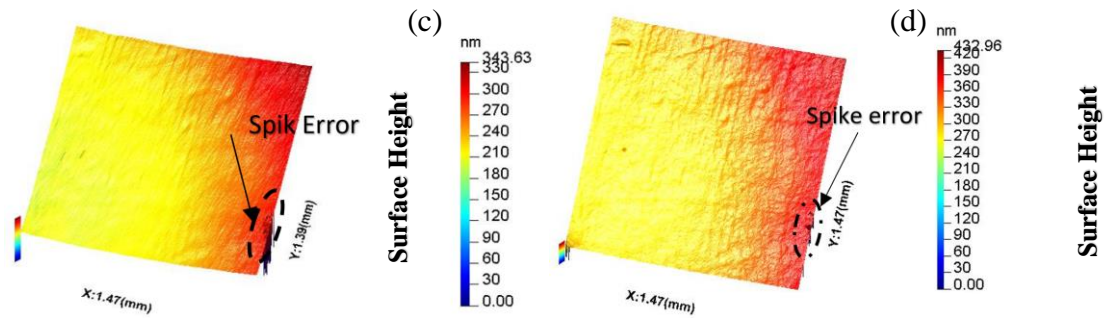 (c)
nm
343.63
330
300
270
240
210
180
150
120
90
60
30
0.00
Surface Height
Spik Error
Y:1.39(mm)
X:1.47(mm)
(d)
nm
432.96
420
390
360
330
300
270
240
210
180
150
120
90
60
30
0.00
Surface Height
Spike error
Y:1.47(mm)
X:1.47(mm)